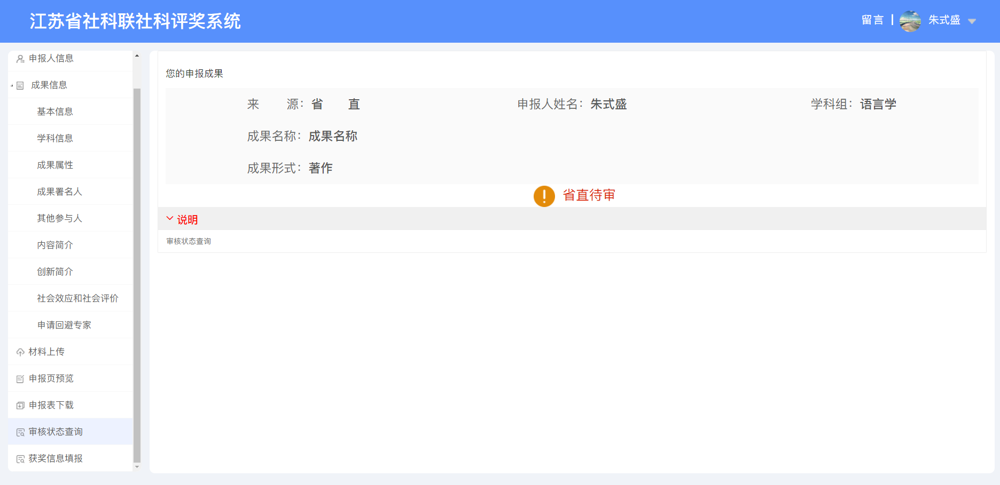 江苏省社科联社科评奖系统
留言
朱式盛
申报人信息
成果信息
基本信息
学科信息
成果属性
成果署名人
其他参与人
内容简介
创新简介
社会效应和社会评价
申请回避专家
材料上传
申报页预览
申报表下载
审核状态查询
获奖信息填报
您的申报成果
来 源：省 直 申报人姓名：朱式盛 学科组：语言学
成果名称：成果名称
成果形式：著作
省直待审
说明
审核状态查询